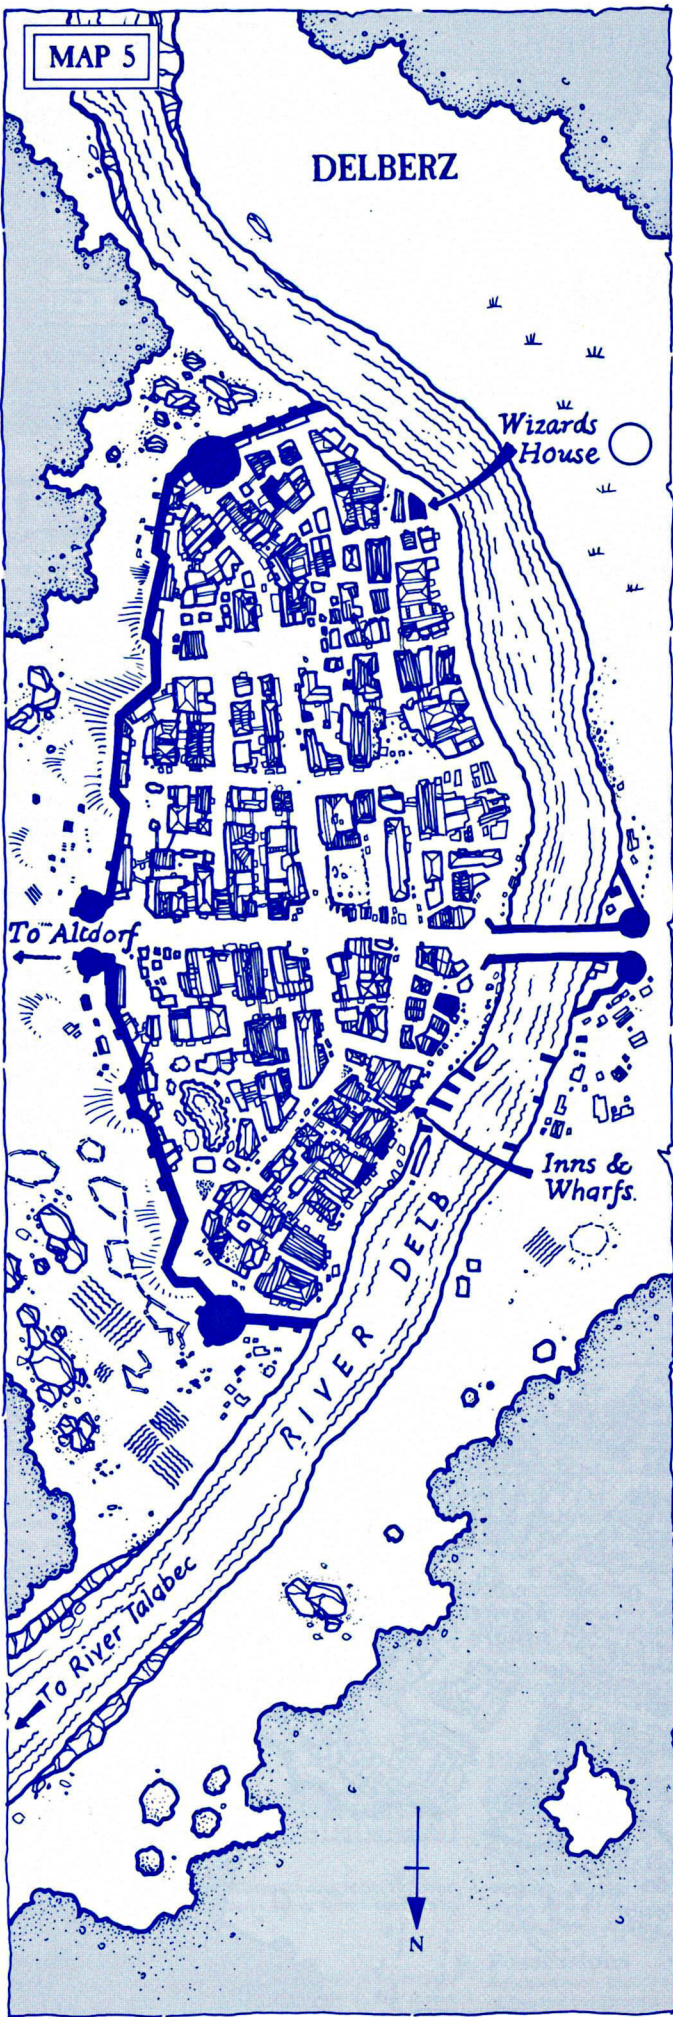 MAP 5
DELBERZ
Wizards
House
To Altdorf
Inns &
Wharfs.
RIVER DELB
To River Talabec
N